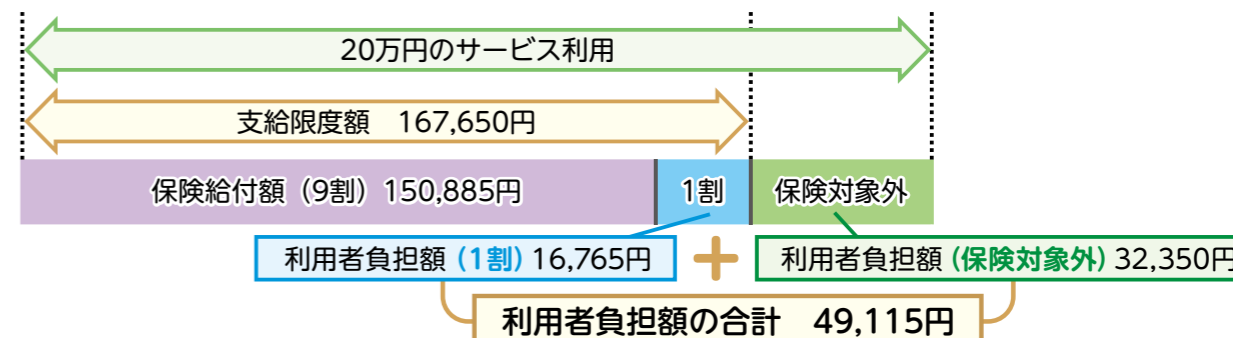 20万円のサービス利用
支給限度額　167,650円
保険給付額（9割）150,885円
1割
保険対象外
利用者負担額（1割）16,765円
＋
利用者負担額（保険対象外）32,350円
利用者負担額の合計　49,115円